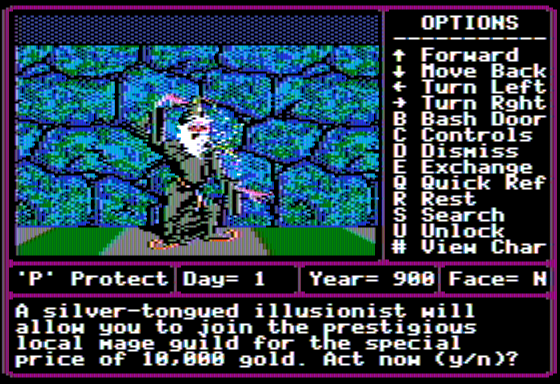 OPTIONS
------------
↑ Forward
↓ Move Back
← Turn Left
→ Turn Rght
B Bash Door
C Controls
D Dismiss
E Exchange
Q Quick Ref
R Rest
S Search
U Unlock
# View Char
'P' Protect Day= 1 Year= 900 Face= N
A silver-tongued illusionist will
allow you to join the prestigious
local mage guild for the special
price of 10,000 gold. Act now (y/n)?